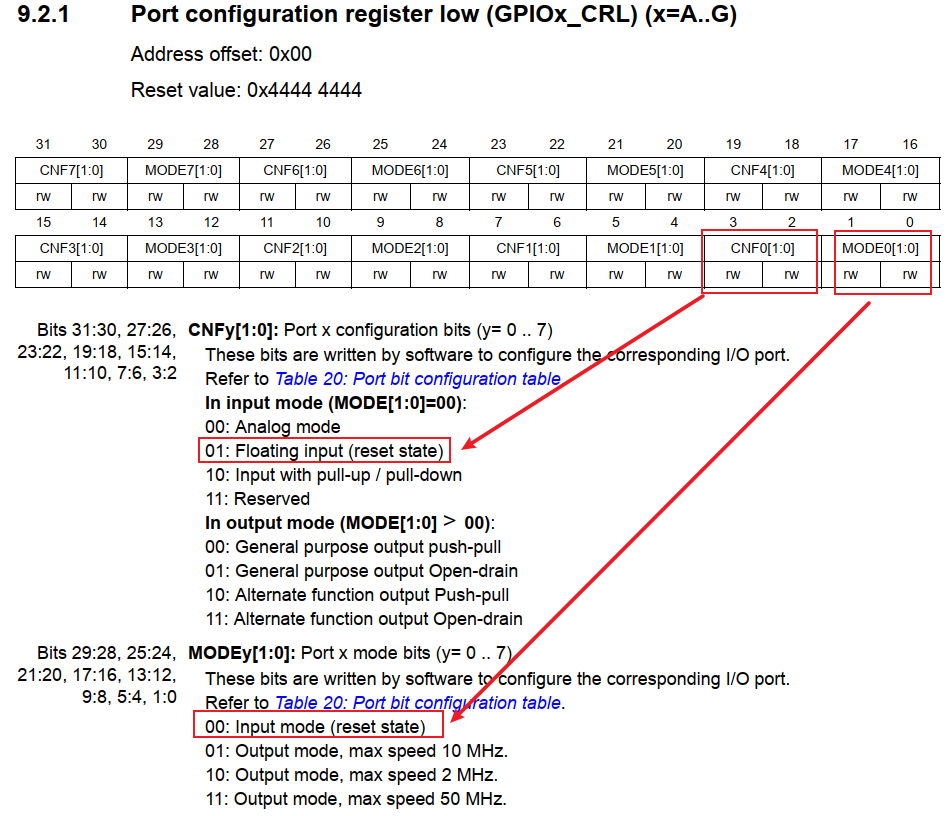 9.2.1 Port configuration register low (GPIOx_CRL) (x=A..G)
Address offset: 0x00
Reset value: 0x4444 4444
31 30 29 28 27 26 25 24 23 22 21 20 19 18 17 16
CNF7[1:0] MODE7[1:0] CNF6[1:0] MODE6[1:0] CNF5[1:0] MODE5[1:0] CNF4[1:0] MODE4[1:0]
rw rw rw rw rw rw rw rw rw rw rw rw rw rw rw rw
15 14 13 12 11 10 9 8 7 6 5 4 3 2 1 0
CNF3[1:0] MODE3[1:0] CNF2[1:0] MODE2[1:0] CNF1[1:0] MODE1[1:0] CNF0[1:0] MODE0[1:0]
rw rw rw rw rw rw rw rw rw rw rw rw rw rw rw rw
Bits 31:30, 27:26, CNFy[1:0]: Port x configuration bits (y= 0 .. 7)
23:22, 19:18, 15:14, These bits are written by software to configure the corresponding I/O port.
11:10, 7:6, 3:2 Refer to Table 20: Port bit configuration table
In input mode (MODE[1:0]=00):
00: Analog mode
01: Floating input (reset state)
10: Input with pull-up / pull-down
11: Reserved
In output mode (MODE[1:0] > 00):
00: General purpose output push-pull
01: General purpose output Open-drain
10: Alternate function output Push-pull
11: Alternate function output Open-drain
Bits 29:28, 25:24, MODEy[1:0]: Port x mode bits (y= 0 .. 7)
21:20, 17:16, 13:12, These bits are written by software to configure the corresponding I/O port.
9:8, 5:4, 1:0 Refer to Table 20: Port bit configuration table.
00: Input mode (reset state)
01: Output mode, max speed 10 MHz.
10: Output mode, max speed 2 MHz.
11: Output mode, max speed 50 MHz.